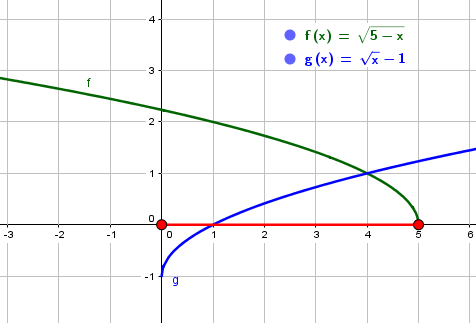 4
f (x) = √5 − x
g (x) = √x − 1
3
f
2
1
0
-3 -2 -1 0 1 2 3 4 5 6
-1
g